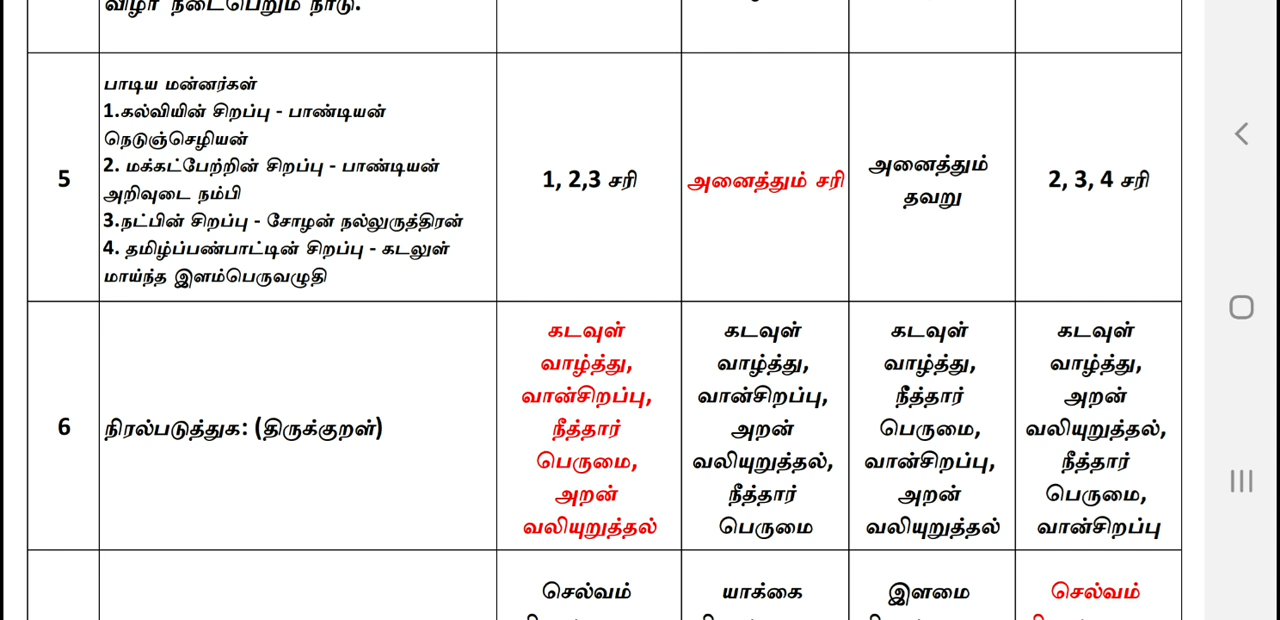 விழா நடைபெறும் நாடு.
5
பாடிய மன்னர்கள்
1.கல்வியின் சிறப்பு - பாண்டியன்
நெடுஞ்செழியன்
2. மக்கட்பேற்றின் சிறப்பு - பாண்டியன்
அறிவுடை நம்பி
3.நட்பின் சிறப்பு - சோழன் நல்லுருத்திரன்
4. தமிழ்ப்பண்பாட்டின் சிறப்பு - கடலுள்
மாய்ந்த இளம்பெருவழுதி
1, 2,3 சரி
அனைத்தும் சரி
அனைத்தும்
தவறு
2, 3, 4 சரி
6
நிரல்படுத்துக: (திருக்குறள்)
கடவுள்
வாழ்த்து,
வான்சிறப்பு,
நீத்தார்
பெருமை,
அறன்
வலியுறுத்தல்
கடவுள்
வாழ்த்து,
வான்சிறப்பு,
அறன்
வலியுறுத்தல்,
நீத்தார்
பெருமை
கடவுள்
வாழ்த்து,
நீத்தார்
பெருமை,
வான்சிறப்பு,
அறன்
வலியுறுத்தல்
கடவுள்
வாழ்த்து,
அறன்
வலியுறுத்தல்,
நீத்தார்
பெருமை,
வான்சிறப்பு
செல்வம்
யாக்கை
இளமை
செல்வம்